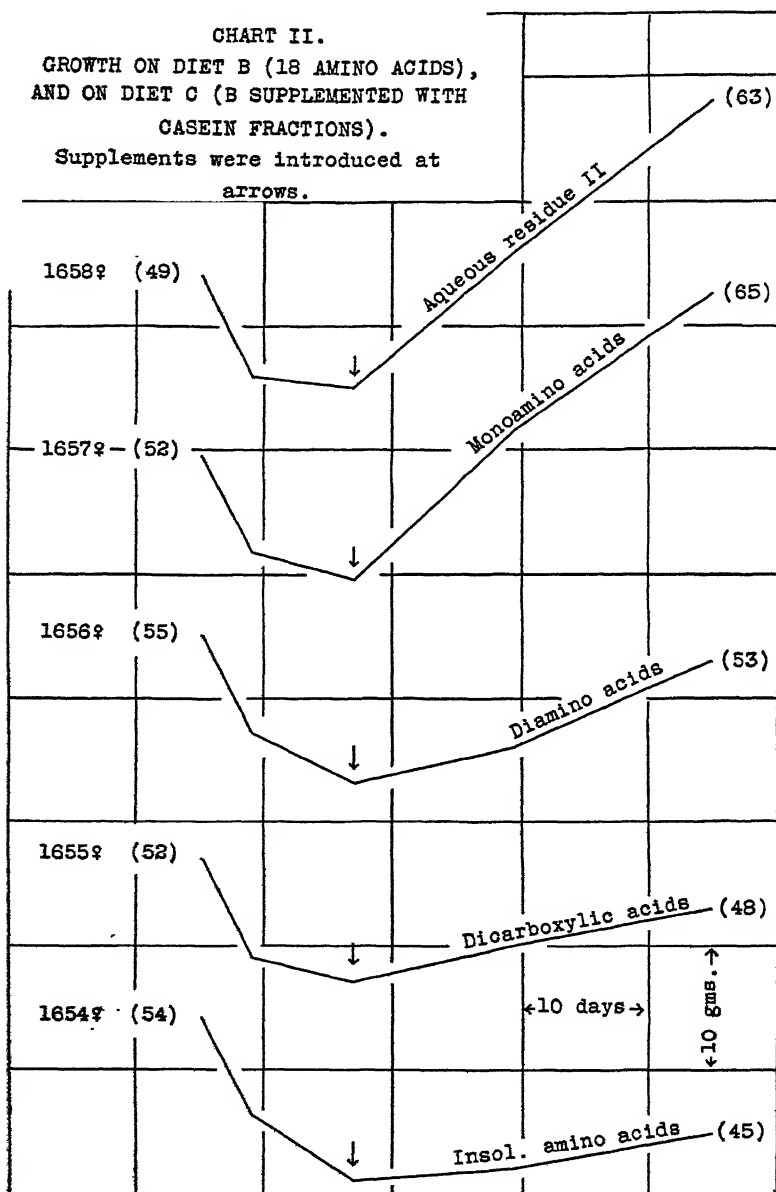 CHART II.
GROWTH ON DIET B (18 AMINO ACIDS),
AND ON DIET C (B SUPPLEMENTED WITH
CASEIN FRACTIONS).
Supplements were introduced at
arrows.
(63)
Aqueous residue II
1658♀ (49)
(65)
Monoamino acids
1657♀ (52)
1656♀ (55)
(53)
Diamino acids
1655♀ (52)
Dicarboxylic acids (48)
←10 days→
←10 gms.→
1654♀ (54)
Insol. amino acids (45)